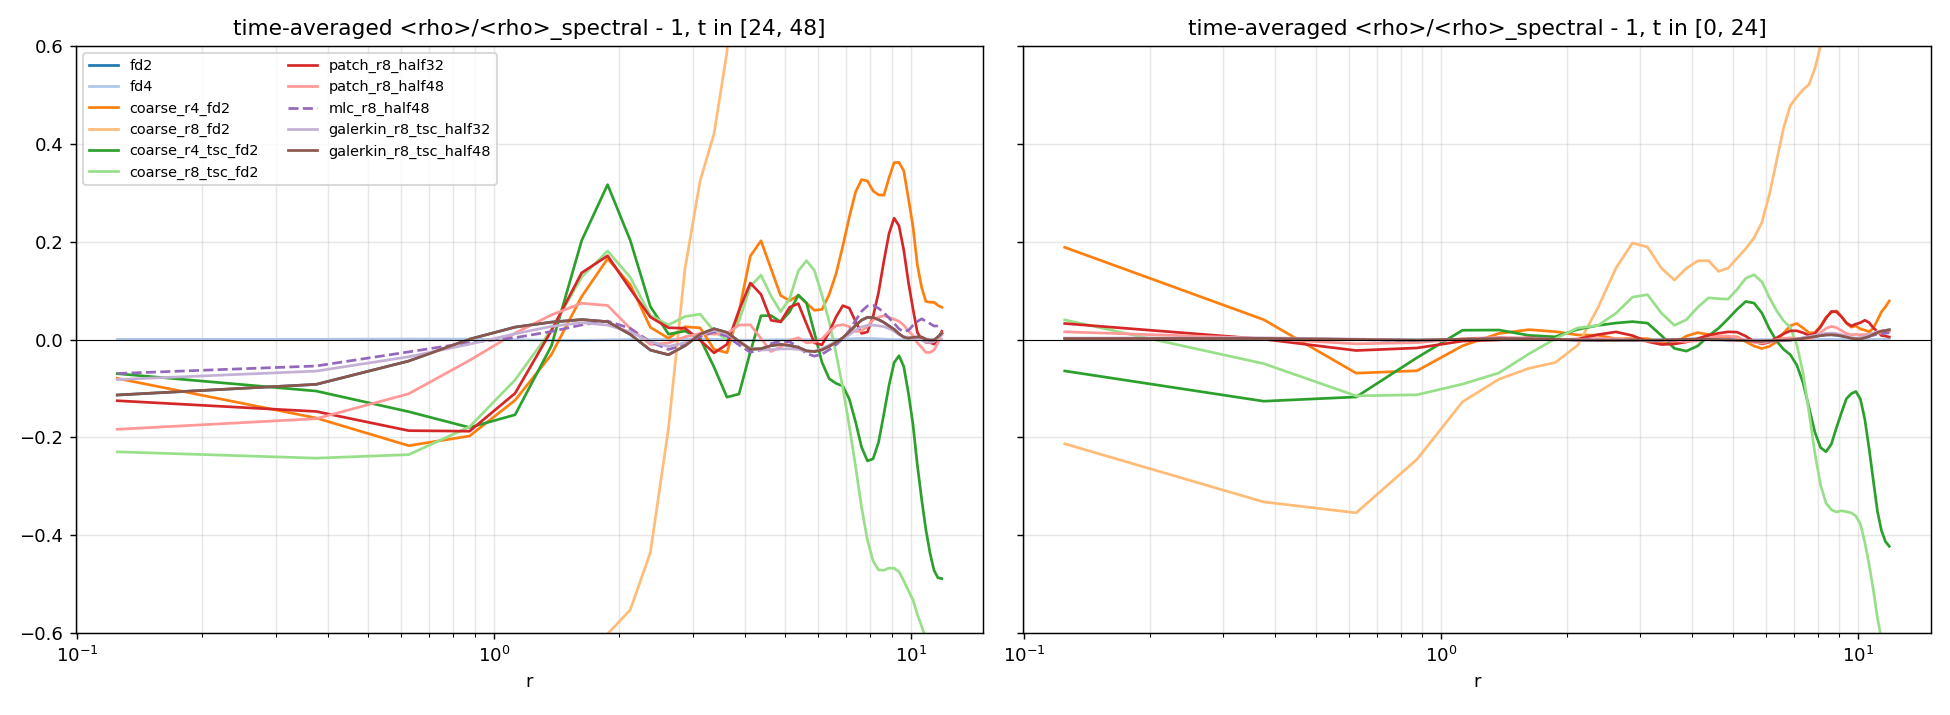 time-averaged <rho>/<rho>_spectral - 1, t in [24, 48]
time-averaged <rho>/<rho>_spectral - 1, t in [0, 24]
0.6
0.4
0.2
0.0
−0.2
−0.4
−0.6
fd2
fd4
coarse_r4_fd2
coarse_r8_fd2
coarse_r4_tsc_fd2
coarse_r8_tsc_fd2
patch_r8_half32
patch_r8_half48
mlc_r8_half48
galerkin_r8_tsc_half32
galerkin_r8_tsc_half48
10⁻¹
10⁰
10¹
r
10⁻¹
10⁰
10¹
r